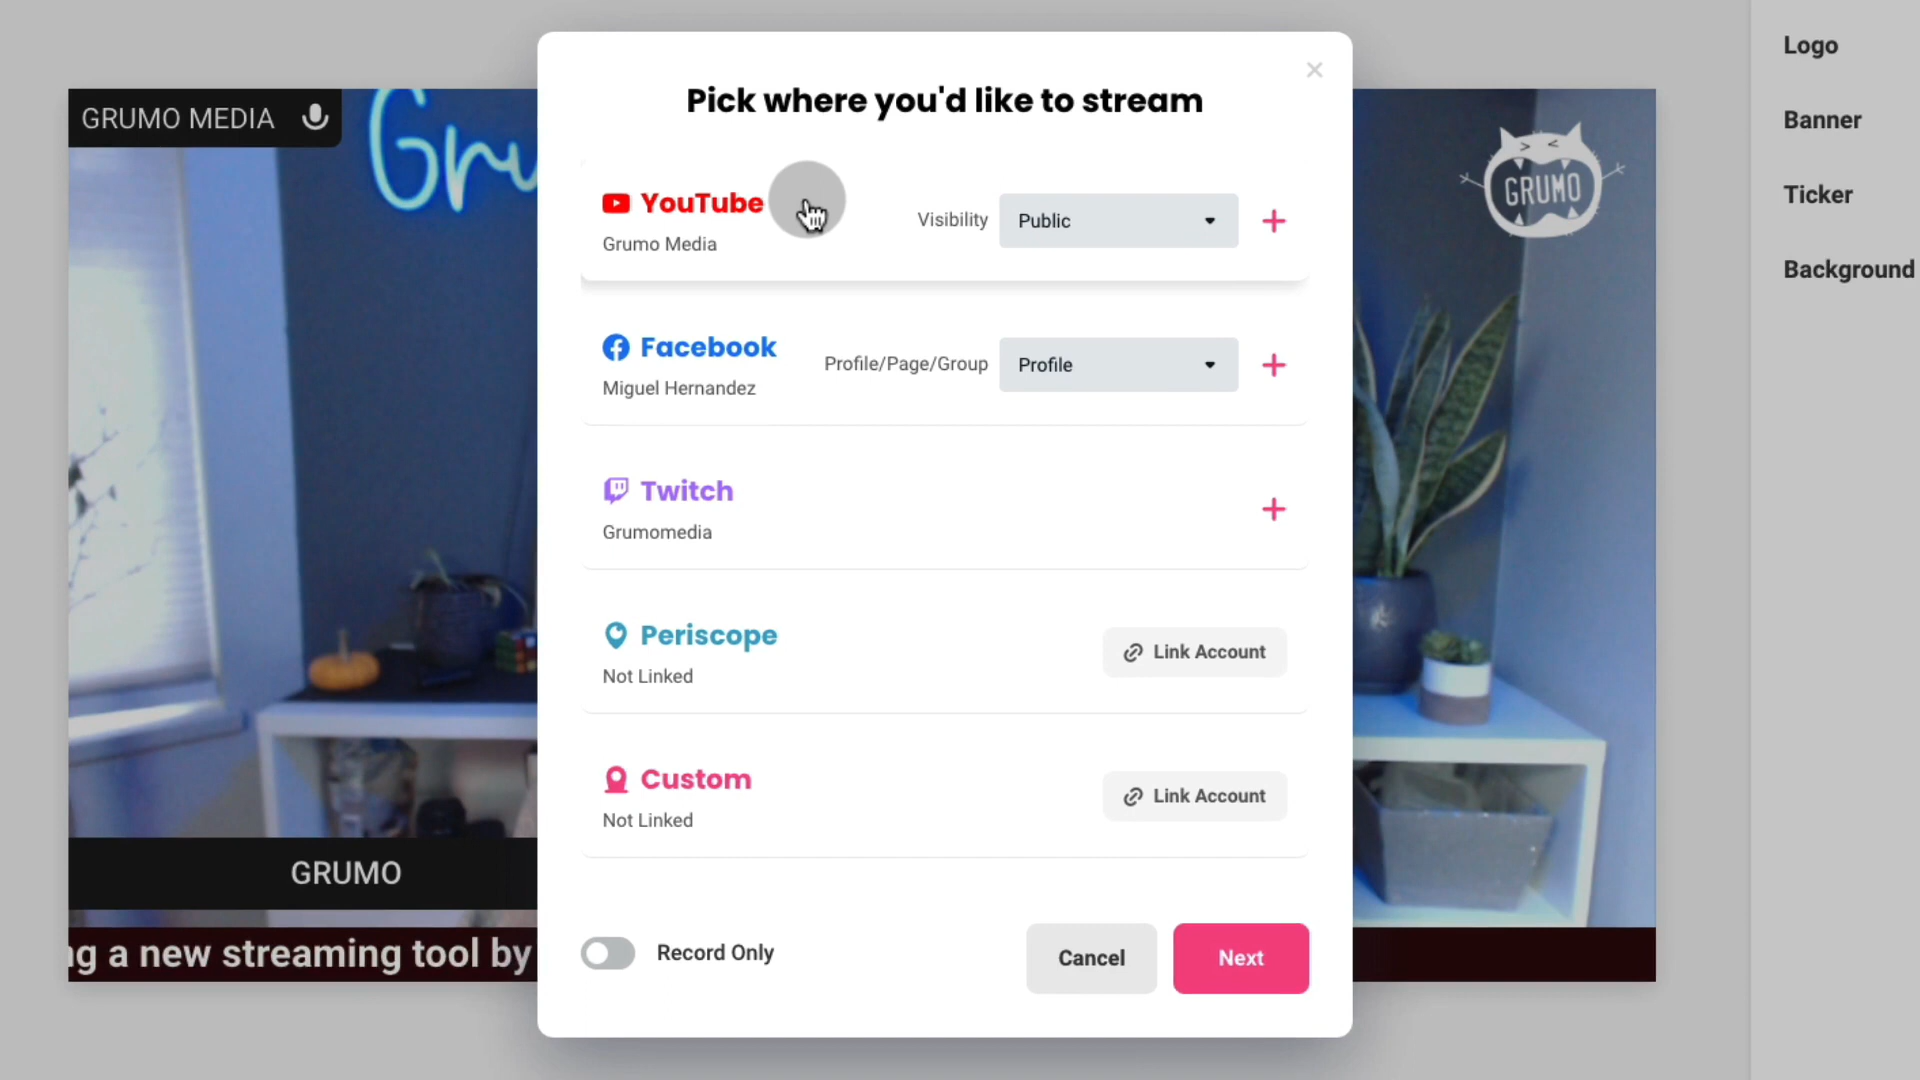 Logo
Banner
Ticker
Background
GRUMO MEDIA
Gru
GRUMO
Pick where you'd like to stream
YouTube
Grumo Media
Visibility
Public
Facebook
Miguel Hernandez
Profile/Page/Group
Profile
Twitch
Grumomedia
Periscope
Not Linked
Link Account
Custom
Not Linked
Link Account
Record Only
Cancel
Next
GRUMO
ng a new streaming tool by